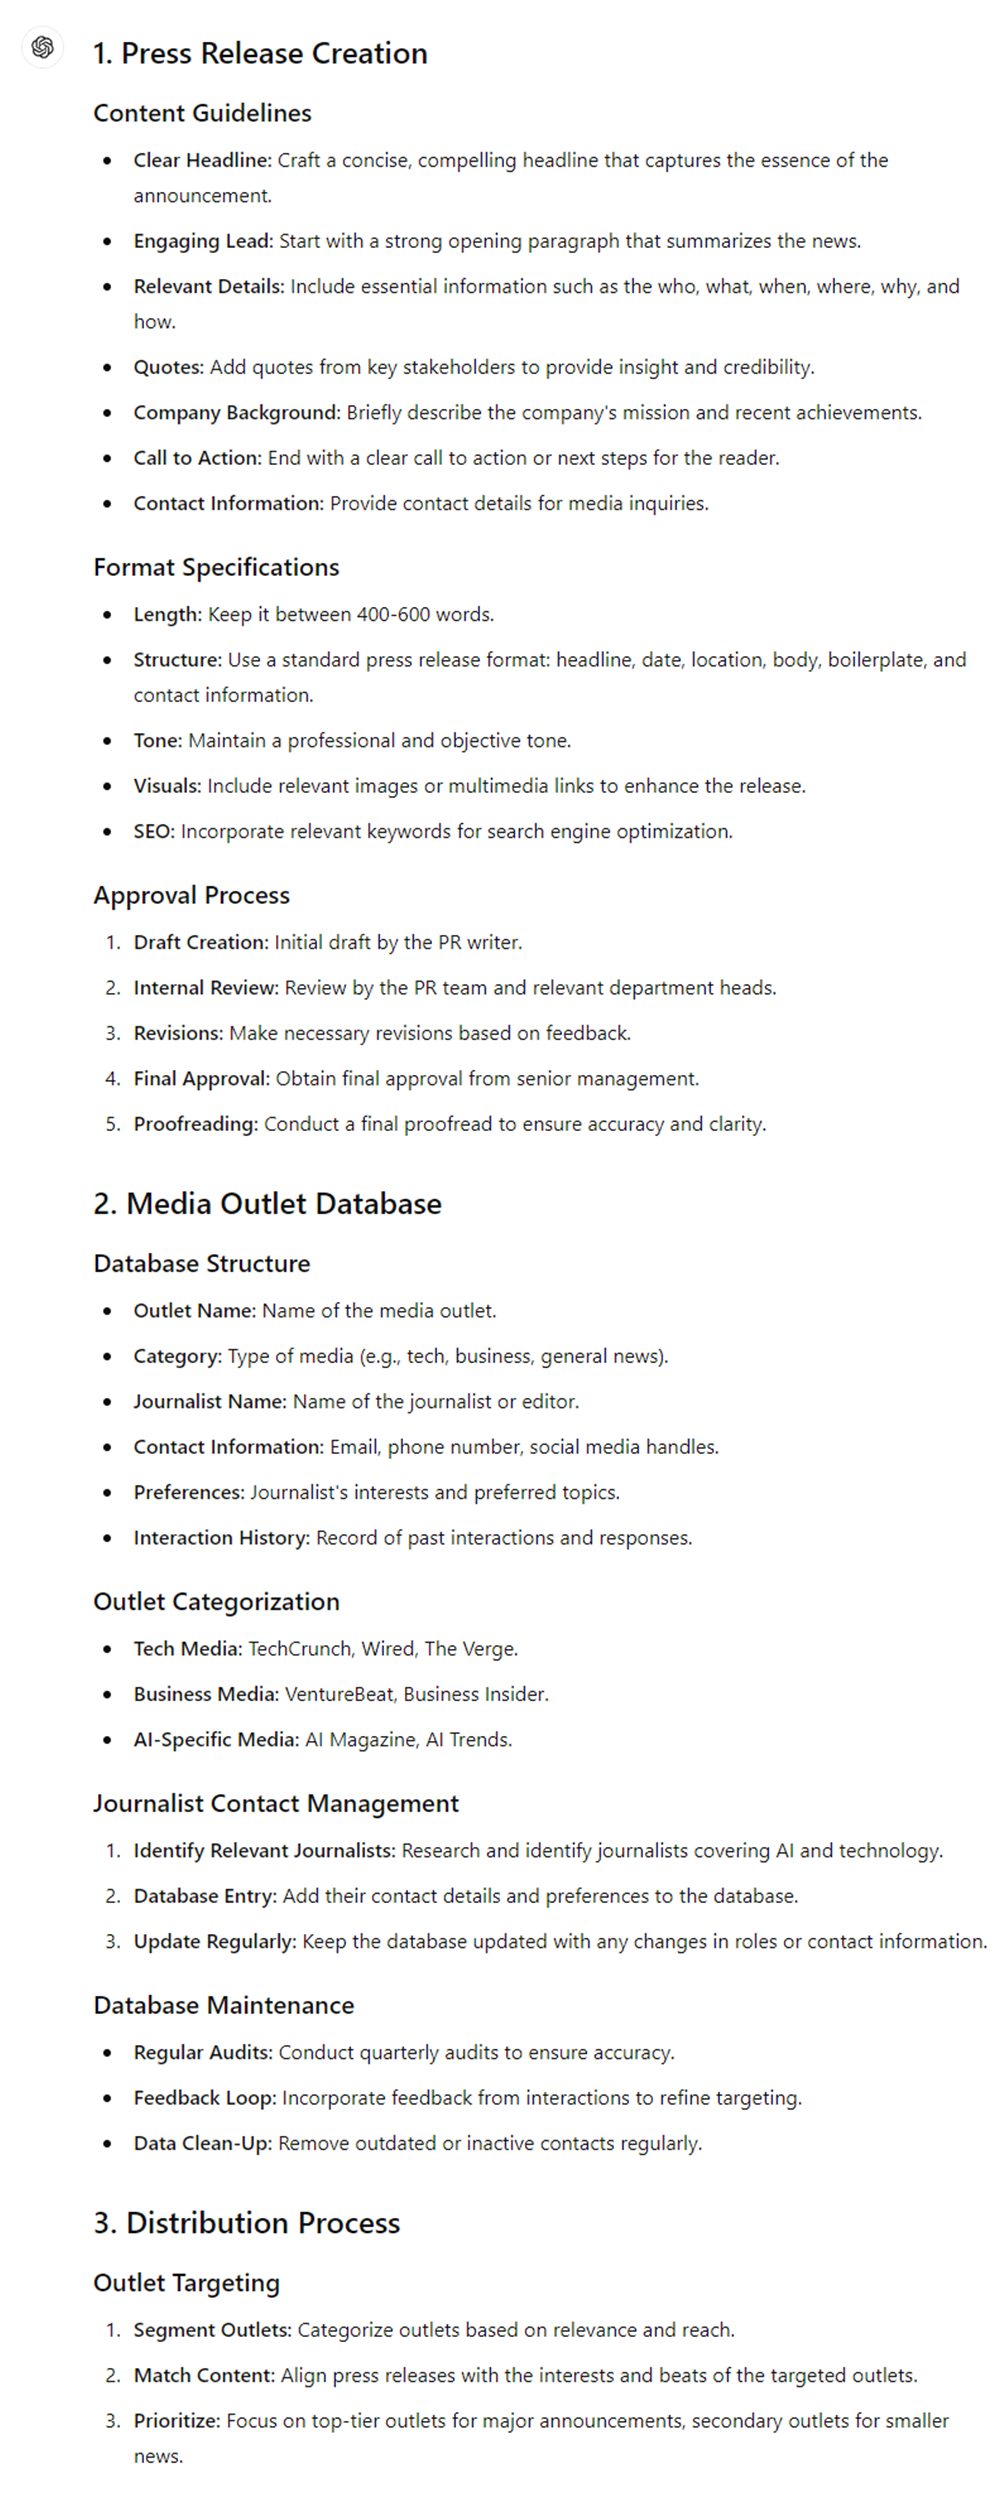 1. Press Release Creation
Content Guidelines
• Clear Headline: Craft a concise, compelling headline that captures the essence of the
announcement.
• Engaging Lead: Start with a strong opening paragraph that summarizes the news.
• Relevant Details: Include essential information such as the who, what, when, where, why, and
how.
• Quotes: Add quotes from key stakeholders to provide insight and credibility.
• Company Background: Briefly describe the company's mission and recent achievements.
• Call to Action: End with a clear call to action or next steps for the reader.
• Contact Information: Provide contact details for media inquiries.
Format Specifications
• Length: Keep it between 400-600 words.
• Structure: Use a standard press release format: headline, date, location, body, boilerplate, and
contact information.
• Tone: Maintain a professional and objective tone.
• Visuals: Include relevant images or multimedia links to enhance the release.
• SEO: Incorporate relevant keywords for search engine optimization.
Approval Process
1. Draft Creation: Initial draft by the PR writer.
2. Internal Review: Review by the PR team and relevant department heads.
3. Revisions: Make necessary revisions based on feedback.
4. Final Approval: Obtain final approval from senior management.
5. Proofreading: Conduct a final proofread to ensure accuracy and clarity.
2. Media Outlet Database
Database Structure
• Outlet Name: Name of the media outlet.
• Category: Type of media (e.g., tech, business, general news).
• Journalist Name: Name of the journalist or editor.
• Contact Information: Email, phone number, social media handles.
• Preferences: Journalist's interests and preferred topics.
• Interaction History: Record of past interactions and responses.
Outlet Categorization
• Tech Media: TechCrunch, Wired, The Verge.
• Business Media: VentureBeat, Business Insider.
• AI-Specific Media: AI Magazine, AI Trends.
Journalist Contact Management
1. Identify Relevant Journalists: Research and identify journalists covering AI and technology.
2. Database Entry: Add their contact details and preferences to the database.
3. Update Regularly: Keep the database updated with any changes in roles or contact information.
Database Maintenance
• Regular Audits: Conduct quarterly audits to ensure accuracy.
• Feedback Loop: Incorporate feedback from interactions to refine targeting.
• Data Clean-Up: Remove outdated or inactive contacts regularly.
3. Distribution Process
Outlet Targeting
1. Segment Outlets: Categorize outlets based on relevance and reach.
2. Match Content: Align press releases with the interests and beats of the targeted outlets.
3. Prioritize: Focus on top-tier outlets for major announcements, secondary outlets for smaller
news.